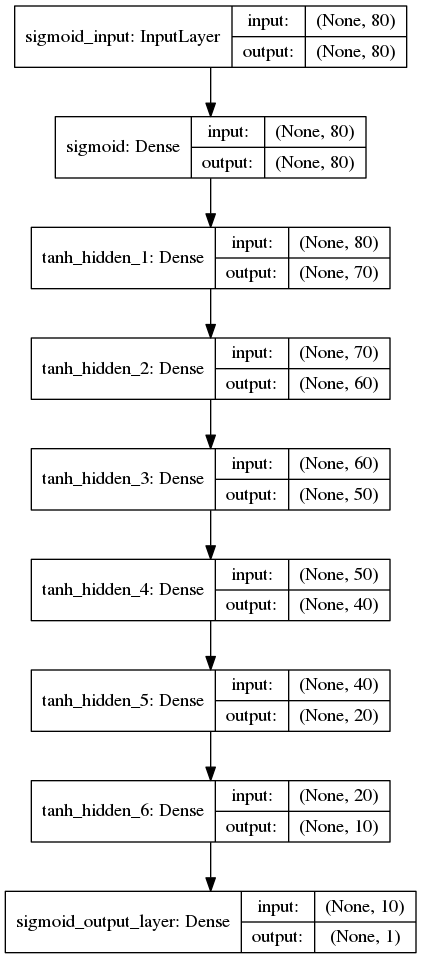 sigmoid_input: InputLayer
input: (None, 80)
output: (None, 80)
sigmoid: Dense
input: (None, 80)
output: (None, 80)
tanh_hidden_1: Dense
input: (None, 80)
output: (None, 70)
tanh_hidden_2: Dense
input: (None, 70)
output: (None, 60)
tanh_hidden_3: Dense
input: (None, 60)
output: (None, 50)
tanh_hidden_4: Dense
input: (None, 50)
output: (None, 40)
tanh_hidden_5: Dense
input: (None, 40)
output: (None, 20)
tanh_hidden_6: Dense
input: (None, 20)
output: (None, 10)
sigmoid_output_layer: Dense
input: (None, 10)
output: (None, 1)